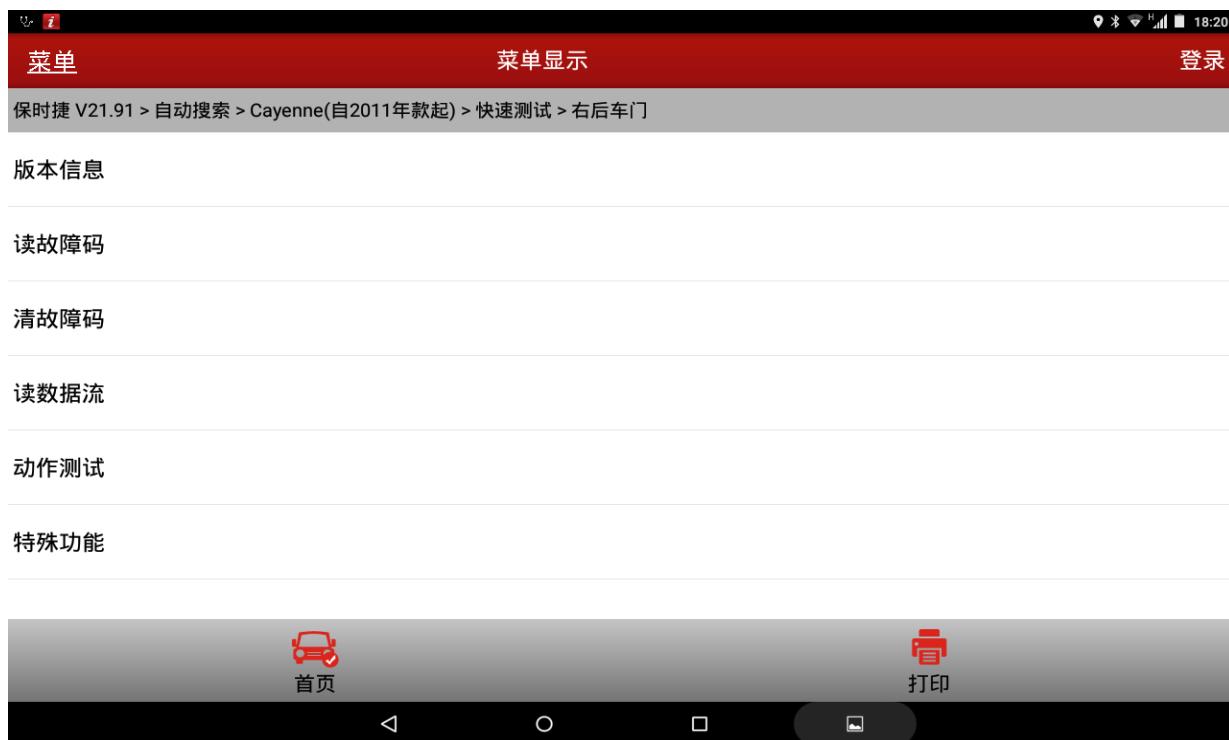 H 18:20
菜单 菜单显示 登录
保时捷 V21.91 > 自动搜索 > Cayenne(自2011年款起) > 快速测试 > 右后车门
版本信息
读故障码
清故障码
读数据流
动作测试
特殊功能
首页 打印